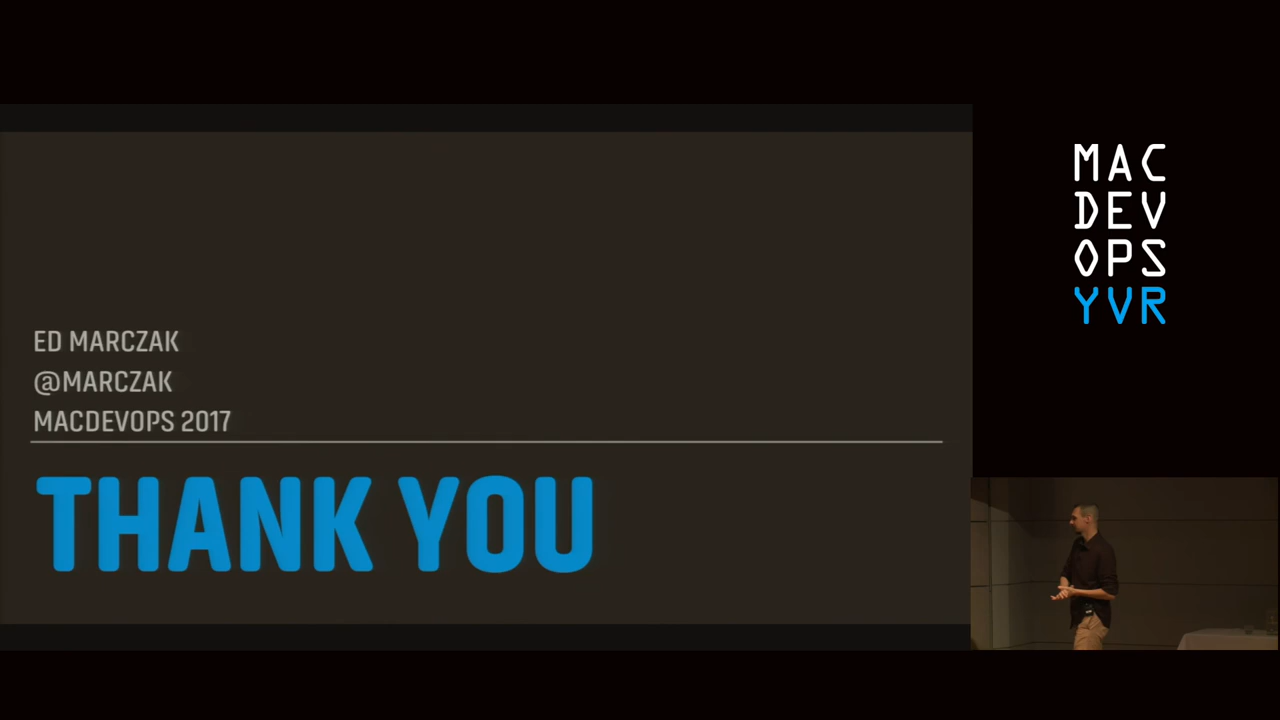 ED MARCZAK
@MARCZAK
MACDEVOPS 2017
THANK YOU
MAC
DEV
OPS
YVR